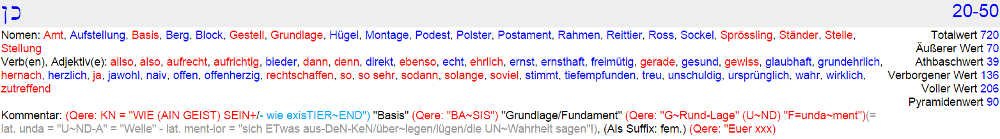 כן 20-50
Nomen: Amt, Aufstellung, Basis, Berg, Block, Gestell, Grundlage, Hügel, Montage, Podest, Polster, Postament, Rahmen, Reittier, Ross, Sockel, Sprössling, Ständer, Stelle,
Stellung
Verb(en), Adjektiv(e): allso, also, aufrecht, aufrichtig, bieder, dann, denn, direkt, ebenso, echt, ehrlich, ernst, ernsthaft, freimütig, gerade, gesund, gewiss, glaubhaft, grundehrlich,
hernach, herzlich, ja, jawohl, naiv, offen, offenherzig, rechtschaffen, so, so sehr, sodann, solange, soviel, stimmt, tiefempfunden, treu, unschuldig, ursprünglich, wahr, wirklich,
zutreffend
Totalwert 720
Äußerer Wert 70
Athbaschwert 39
Verborgener Wert 136
Voller Wert 206
Pyramidenwert 90
Kommentar: (Qere: KN = "WIE (AIN GEIST) SEIN+/- wie exisTIER~END") "Basis" (Qere: "BA~SIS") "Grundlage/Fundament" (Qere: "G~Rund-Lage" (U~ND) "F=unda~ment")(=
lat. unda = "U~ND-A" = "Welle" - lat. ment-ior = "sich ETwas aus-DeN-KeN/über~legen/lügen/die UN~Wahrheit sagen"!), (Als Suffix: fem.) (Qere: "Euer xxx)